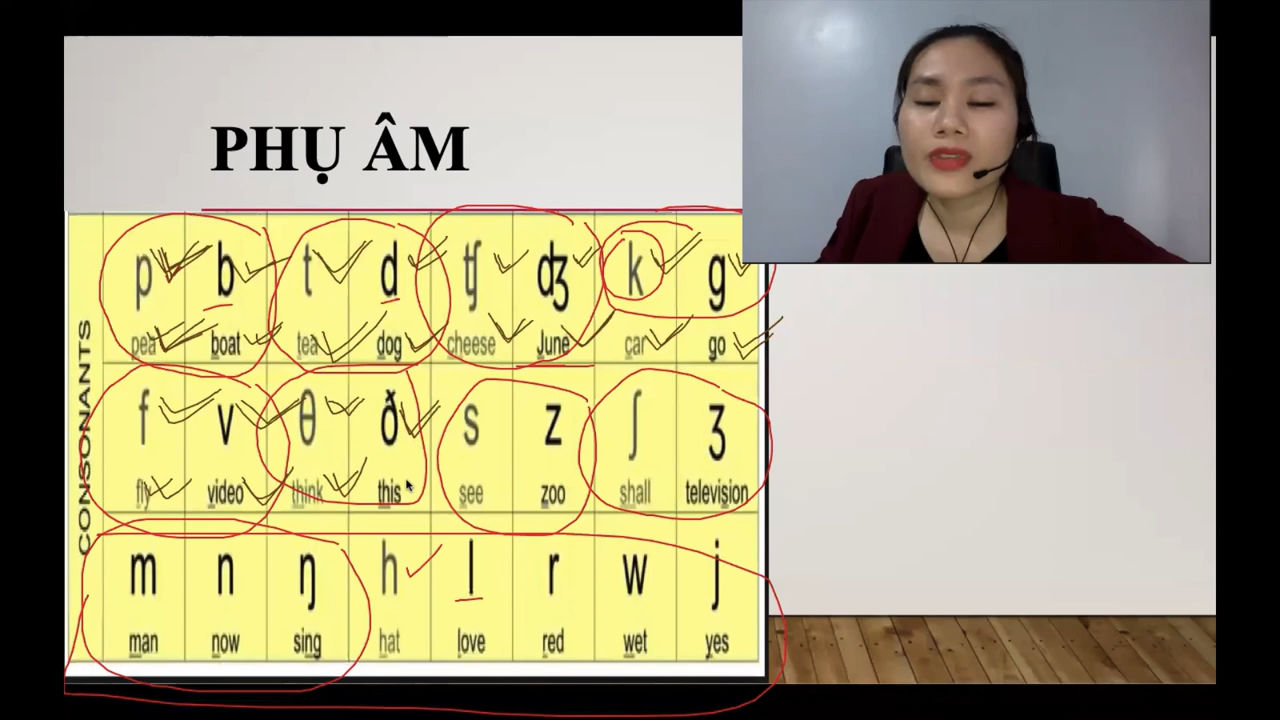 PHỤ ÂM
CONSONANTS
p b t d ʧ ʤ k g
pea boat tea dog cheese June car go
f v θ ð s z ʃ ʒ
fly video think this see zoo shall television
m n ŋ h l r w j
man now sing hat love red wet yes